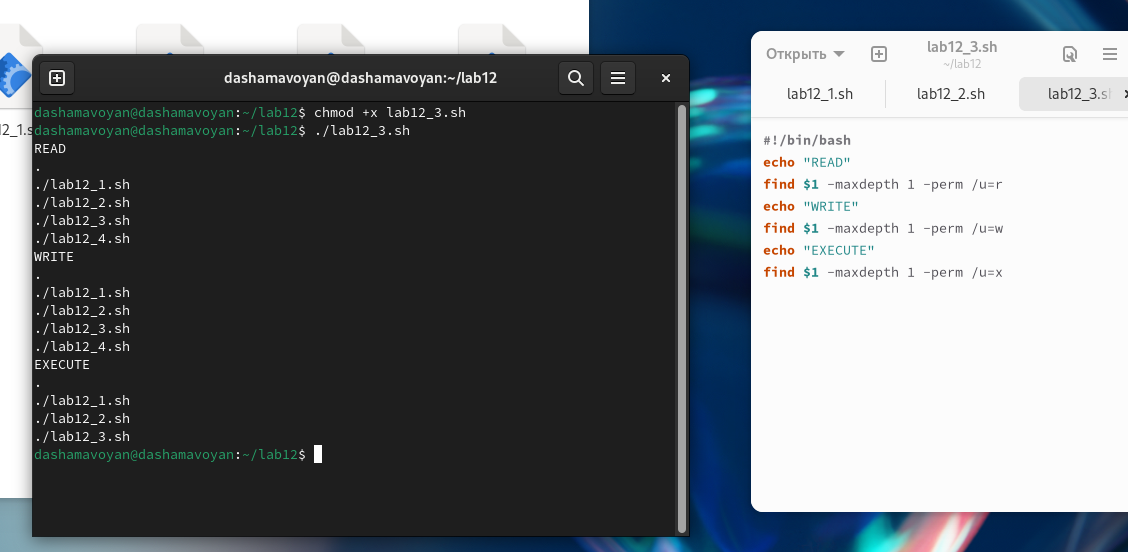 dashamavoyan@dashamavoyan:~/lab12
dashamavoyan@dashamavoyan:~/lab12$ chmod +x lab12_3.sh
dashamavoyan@dashamavoyan:~/lab12$ ./lab12_3.sh
READ
.
./lab12_1.sh
./lab12_2.sh
./lab12_3.sh
./lab12_4.sh
WRITE
.
./lab12_1.sh
./lab12_2.sh
./lab12_3.sh
./lab12_4.sh
EXECUTE
.
./lab12_1.sh
./lab12_2.sh
./lab12_3.sh
dashamavoyan@dashamavoyan:~/lab12$
Открыть
lab12_3.sh
~/lab12
lab12_1.sh lab12_2.sh lab12_3.sh
#!/bin/bash
echo "READ"
find $1 -maxdepth 1 -perm /u=r
echo "WRITE"
find $1 -maxdepth 1 -perm /u=w
echo "EXECUTE"
find $1 -maxdepth 1 -perm /u=x